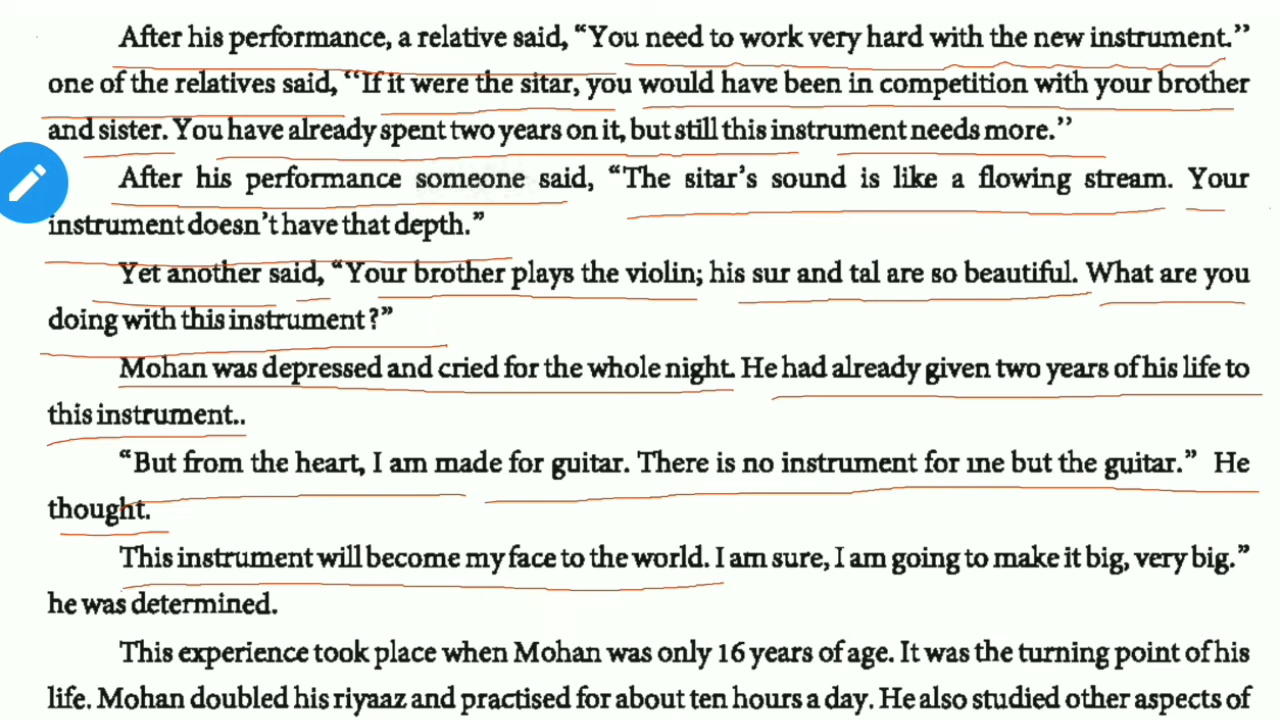 After his performance, a relative said, “You need to work very hard with the new instrument.’’
one of the relatives said, ‘‘If it were the sitar, you would have been in competition with your brother
and sister. You have already spent two years on it, but still this instrument needs more.’’
After his performance someone said, “The sitar’s sound is like a flowing stream. Your
instrument doesn’t have that depth.”
Yet another said, “Your brother plays the violin; his sur and tal are so beautiful. What are you
doing with this instrument?”
Mohan was depressed and cried for the whole night. He had already given two years of his life to
this instrument..
“But from the heart, I am made for guitar. There is no instrument for me but the guitar.” He
thought.
This instrument will become my face to the world. I am sure, I am going to make it big, very big.”
he was determined.
This experience took place when Mohan was only 16 years of age. It was the turning point of his
life. Mohan doubled his riyaaz and practised for about ten hours a day. He also studied other aspects of